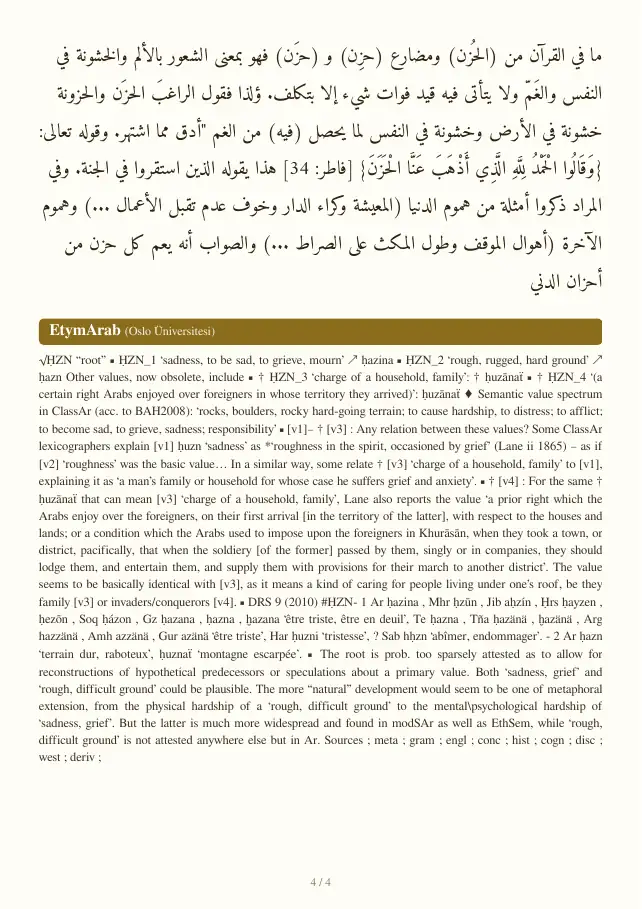 ما في القرآن من (الحُزن) ومضارع (حزِن) و (حزَن) فهو بمعنى الشعور بالألم والخشونة في
النفس والغَمّ ولا يتأتى فيه قيد فوات شيء إلا بتكلف. ولذا فقول الراغبَ الحزَن والحزونة
خشونة في الأرض وخشونة في النفس لما يحصل (فيه) من الغم "أدق مما اشتهر. وقوله تعالى:
{وَقَالُوا الْحَمْدُ لِلَّهِ الَّذِي أَذْهَبَ عَنَّا الْحَزَنَ} [فاطر: 34] هذا يقوله الذين استقروا في الجنة. وفي
المراد ذكروا أمثلة من هموم الدنيا (المعيشة وكراء الدار وخوف عدم تقبل الأعمال ...) وهموم
الآخرة (أهوال الموقف وطول المكث على الصراط ...) والصواب أنه يعم كل حزن من
أحزان الدني
EtymArab (Oslo Üniversitesi)
√ḤZN “root” ▪ ḤZN_1 ‘sadness, to be sad, to grieve, mourn’ ↗ ḥazina ▪ ḤZN_2 ‘rough, rugged, hard ground’ ↗
ḥazn Other values, now obsolete, include ▪ † ḤZN_3 ‘charge of a household, family’: † ḥuzānaẗ ▪ † ḤZN_4 ‘(a
certain right Arabs enjoyed over foreigners in whose territory they arrived)’: ḥuzānaẗ ♦ Semantic value spectrum
in ClassAr (acc. to BAH2008): ‘rocks, boulders, rocky hard-going terrain; to cause hardship, to distress; to afflict;
to become sad, to grieve, sadness; responsibility’ ▪ [v1]– † [v3] : Any relation between these values? Some ClassAr
lexicographers explain [v1] ḥuzn ‘sadness’ as *‘roughness in the spirit, occasioned by grief’ (Lane ii 1865) – as if
[v2] ‘roughness’ was the basic value… In a similar way, some relate † [v3] ‘charge of a household, family’ to [v1],
explaining it as ‘a man’s family or household for whose case he suffers grief and anxiety’. ▪ † [v4] : For the same †
ḥuzānaẗ that can mean [v3] ‘charge of a household, family’, Lane also reports the value ‘a prior right which the
Arabs enjoy over the foreigners, on their first arrival [in the territory of the latter], with respect to the houses and
lands; or a condition which the Arabs used to impose upon the foreigners in Khurāsān, when they took a town, or
district, pacifically, that when the soldiery [of the former] passed by them, singly or in companies, they should
lodge them, and entertain them, and supply them with provisions for their march to another district’. The value
seems to be basically identical with [v3], as it means a kind of caring for people living under one’s roof, be they
family [v3] or invaders/conquerors [v4]. ▪ DRS 9 (2010) #ḤZN- 1 Ar ḥazina , Mhr ḥzūn , Jib aḥzín , Ḥrs ḥayzen ,
ḥezōn , Soq ḥázon , Gz ḥazana , ḥazna , ḫazana ‘être triste, être en deuil’, Te ḥazna , Tña ḥazänä , ḫazänä , Arg
hazzänä , Amh azzänä , Gur azänä ‘être triste’, Har ḥuzni ‘tristesse’, ? Sab hḥzn ‘abîmer, endommager’. - 2 Ar ḥazn
‘terrain dur, raboteux’, ḥuznaẗ ‘montagne escarpée’. ▪ The root is prob. too sparsely attested as to allow for
reconstructions of hypothetical predecessors or speculations about a primary value. Both ‘sadness, grief’ and
‘rough, difficult ground’ could be plausible. The more “natural” development would seem to be one of metaphoral
extension, from the physical hardship of a ‘rough, difficult ground’ to the mental\psychological hardship of
‘sadness, grief’. But the latter is much more widespread and found in modSAr as well as EthSem, while ‘rough,
difficult ground’ is not attested anywhere else but in Ar. Sources ; meta ; gram ; engl ; conc ; hist ; cogn ; disc ;
west ; deriv ;
4 / 4